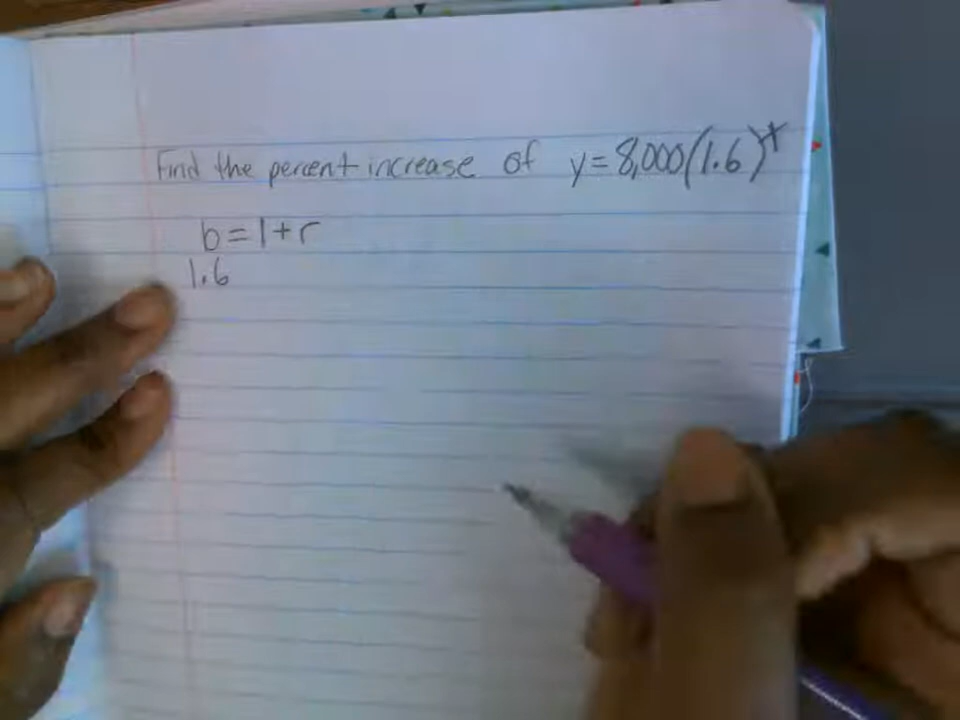 Find the percent increase of y=8,000(1.6)^x
b=1+r
1.6